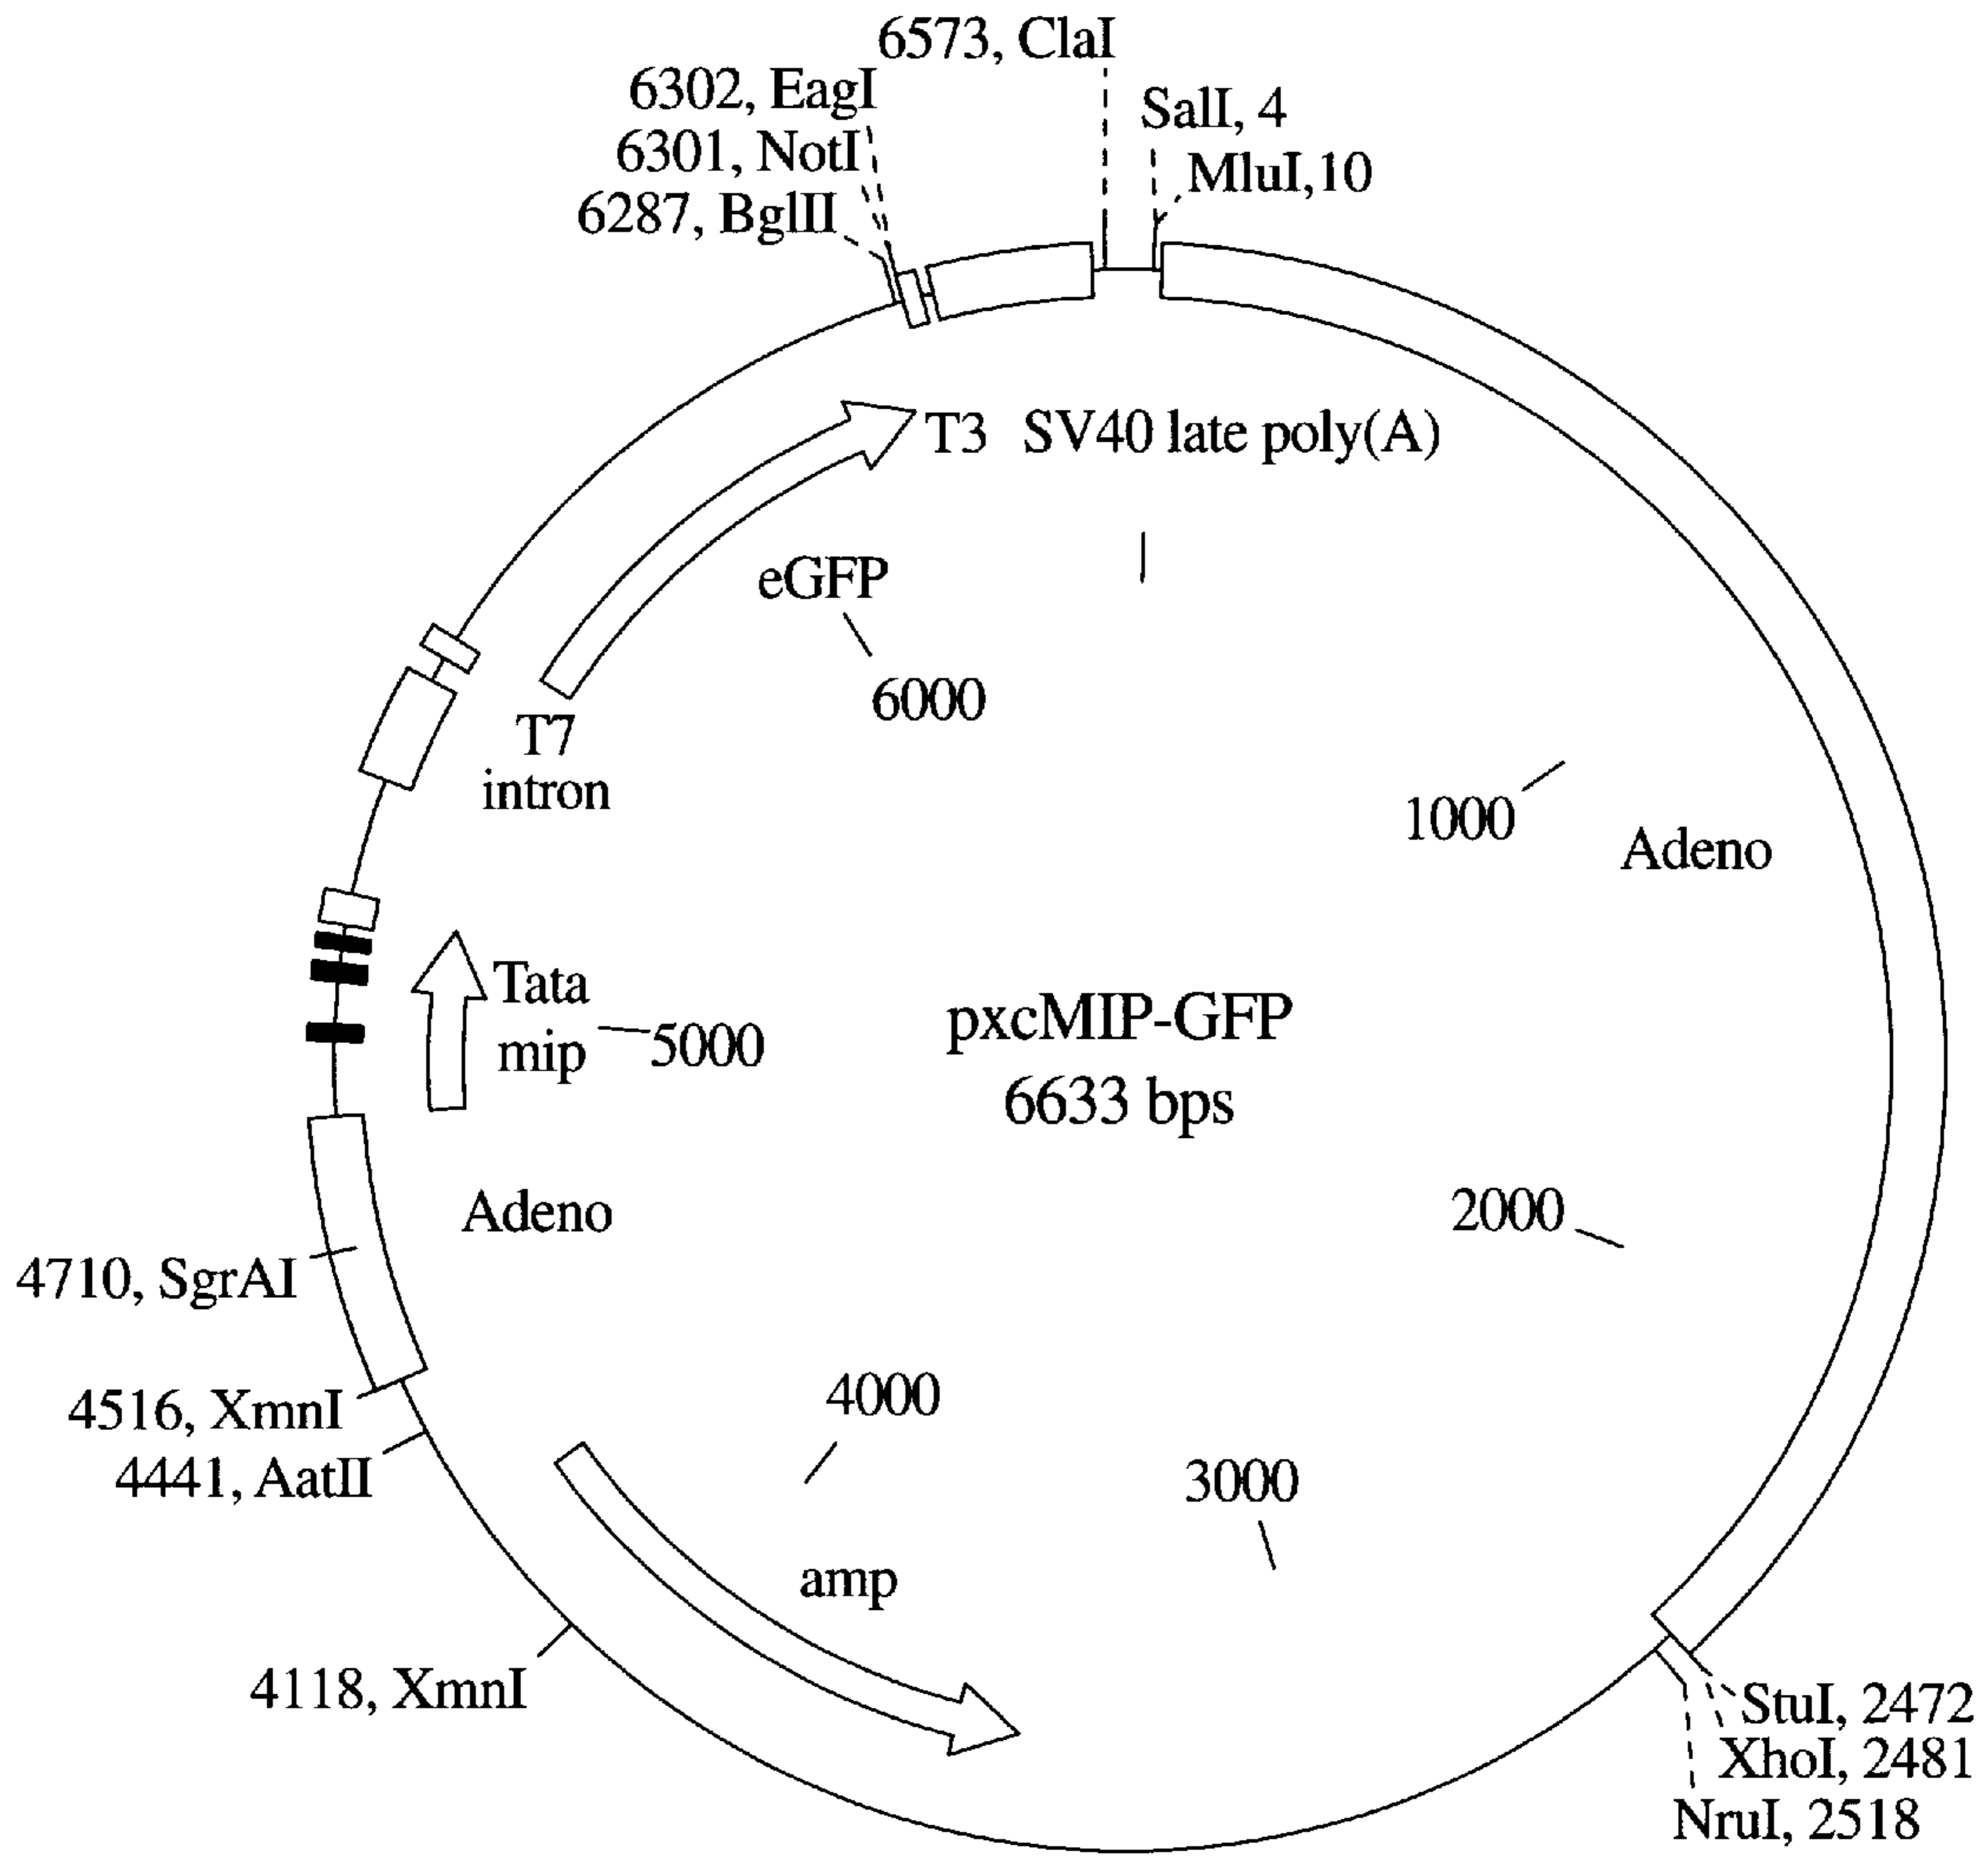 6573, ClaI
6302, EagI
SalI, 4
6301, NotI
MluI,10
6287, BglII
T3
SV40 late poly(A)
eGFP
6000
T7
intron
1000
Adeno
Tata
mip
5000
pxcMIP-GFP
6633 bps
2000
Adeno
4710, SgrAI
4000
4516, XmnI
4441, AatII
3000
amp
4118, XmnI
StuI, 2472
XhoI, 2481
NruI, 2518